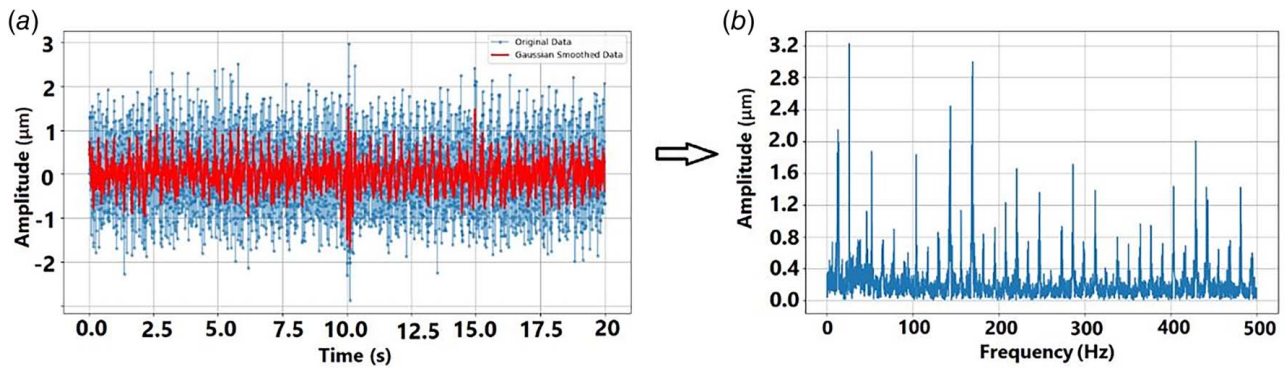 (a)
Original Data
Gaussian Smoothed Data
3
2
1
0
-1
-2
Amplitude (μm)
0.0 2.5 5.0 7.5 10.0 12.5 15.0 17.5 20
Time (s)
(b)
3.2
2.8
2.4
2.0
1.6
1.2
0.8
0.4
0.0
Amplitude (μm)
0 100 200 300 400 500
Frequency (Hz)